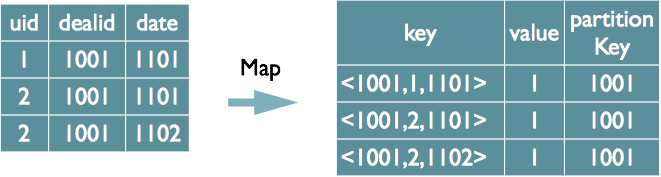 uid dealid date
1 1001 1101
2 1001 1101
2 1001 1102
Map
key value partition Key
<1001,1,1101> 1 1001
<1001,2,1101> 1 1001
<1001,2,1102> 1 1001